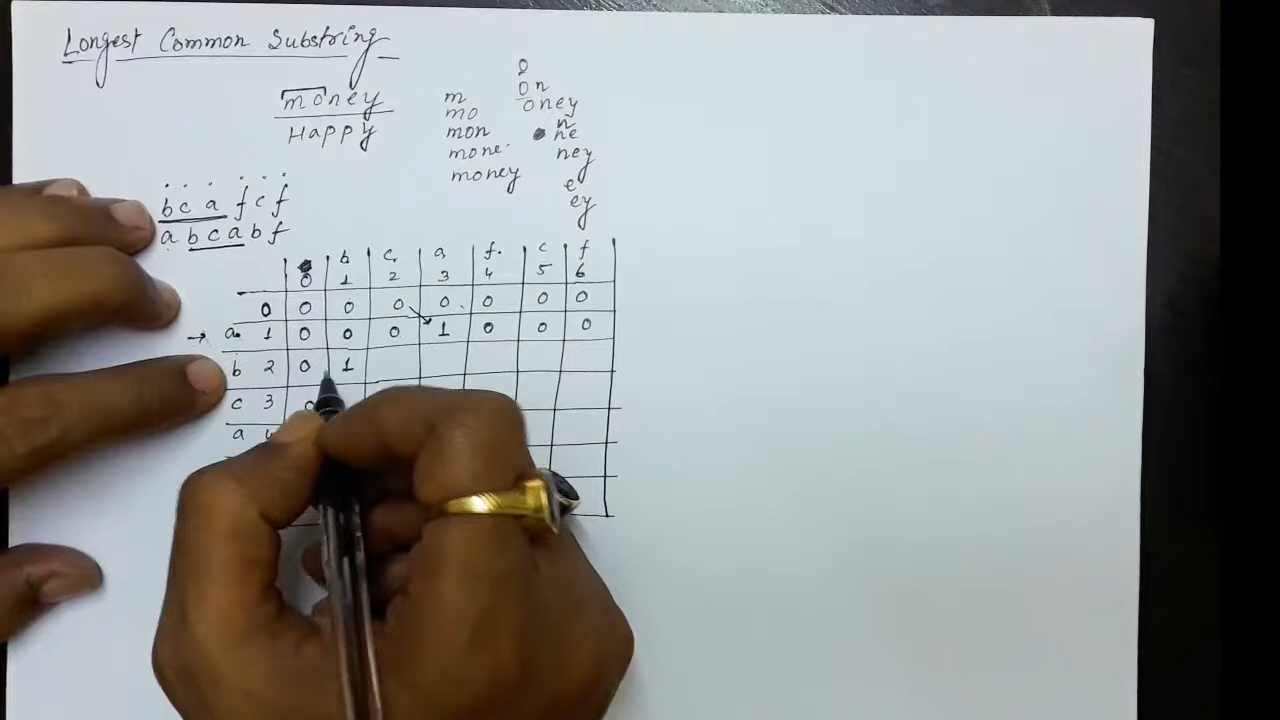 Longest Common Substring
money
Happy
m
mo
mon
mone
money
o
on
oney
n
ne
ney
e
ey
b c a f c f
a b c a b f
b c a f c f
0 1 2 3 4 5 6
0 0 0 0 0 0 0 0
→ a 1 0 0 0 1 0 0 0
b 2 0 1
c 3 0
a